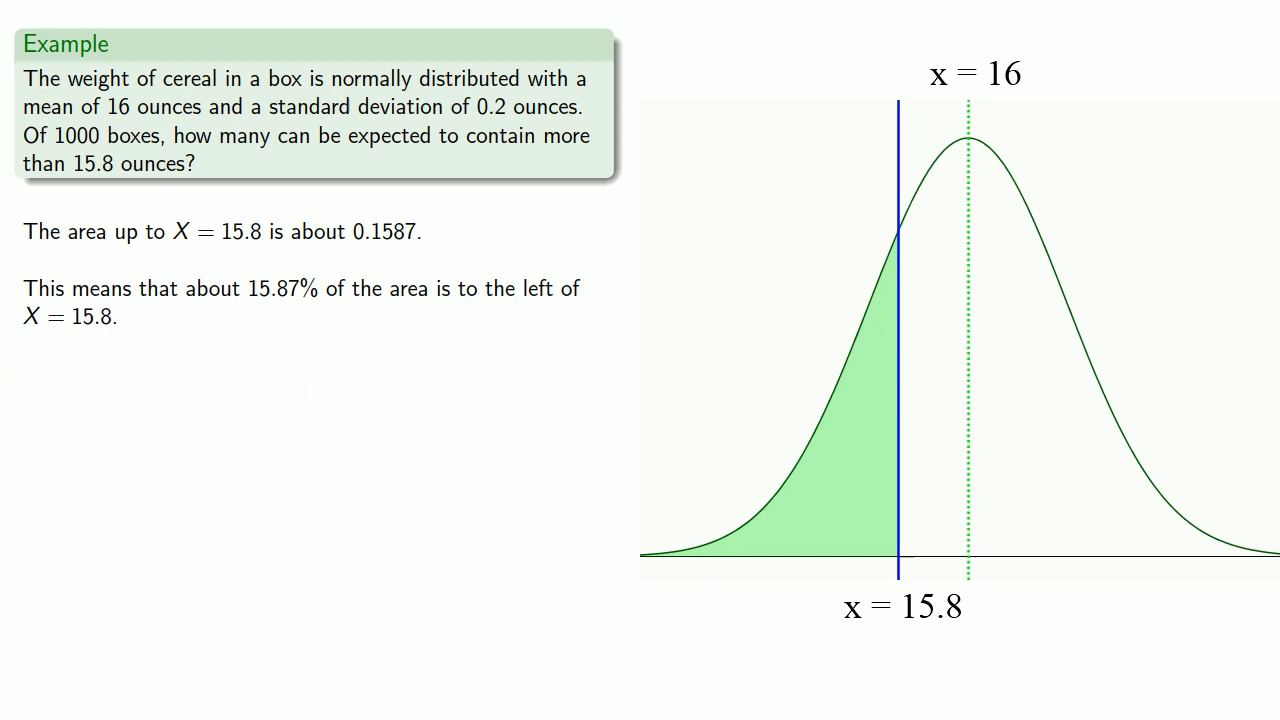 Example
The weight of cereal in a box is normally distributed with a
mean of 16 ounces and a standard deviation of 0.2 ounces.
Of 1000 boxes, how many can be expected to contain more
than 15.8 ounces?
The area up to X = 15.8 is about 0.1587.
This means that about 15.87% of the area is to the left of
X = 15.8.
x = 16
x = 15.8